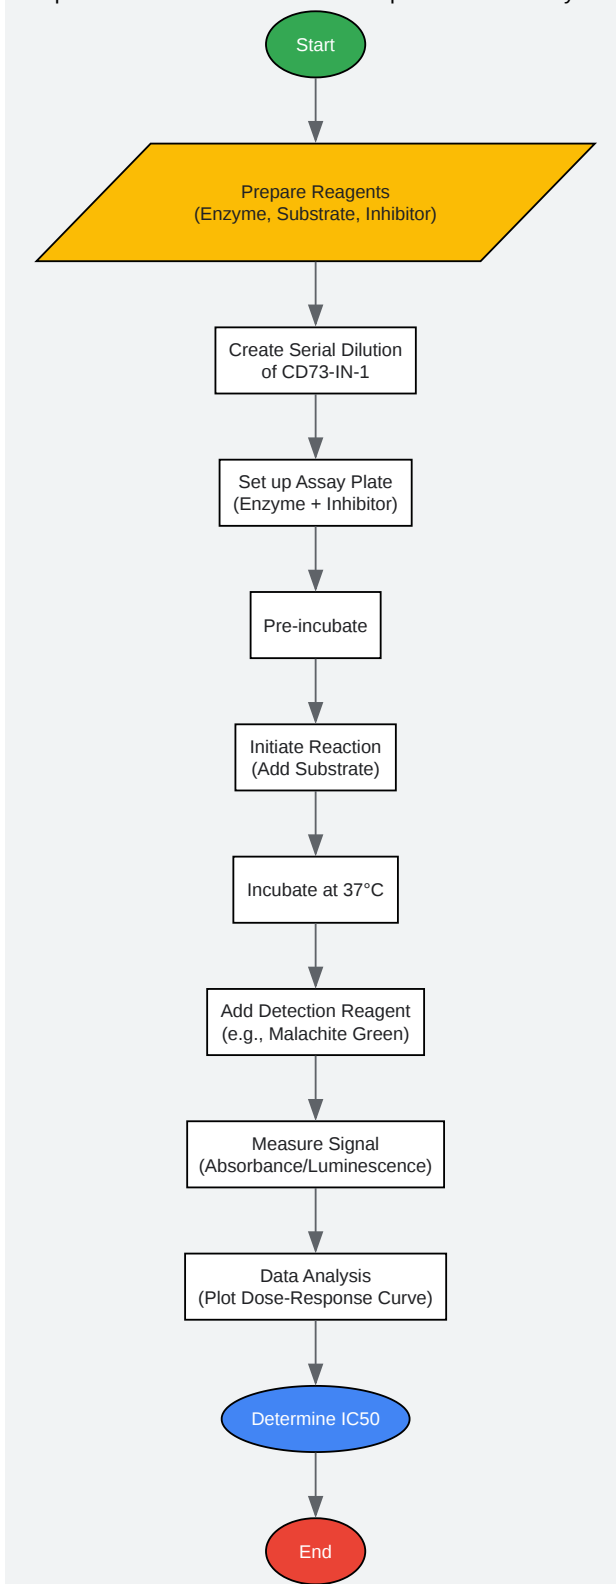 Start
Prepare Reagents
(Enzyme, Substrate, Inhibitor)
Create Serial Dilution
of CD73-IN-1
Set up Assay Plate
(Enzyme + Inhibitor)
Pre-incubate
Initiate Reaction
(Add Substrate)
Incubate at 37°C
Add Detection Reagent
(e.g., Malachite Green)
Measure Signal
(Absorbance/Luminescence)
Data Analysis
(Plot Dose-Response Curve)
Determine IC50
End